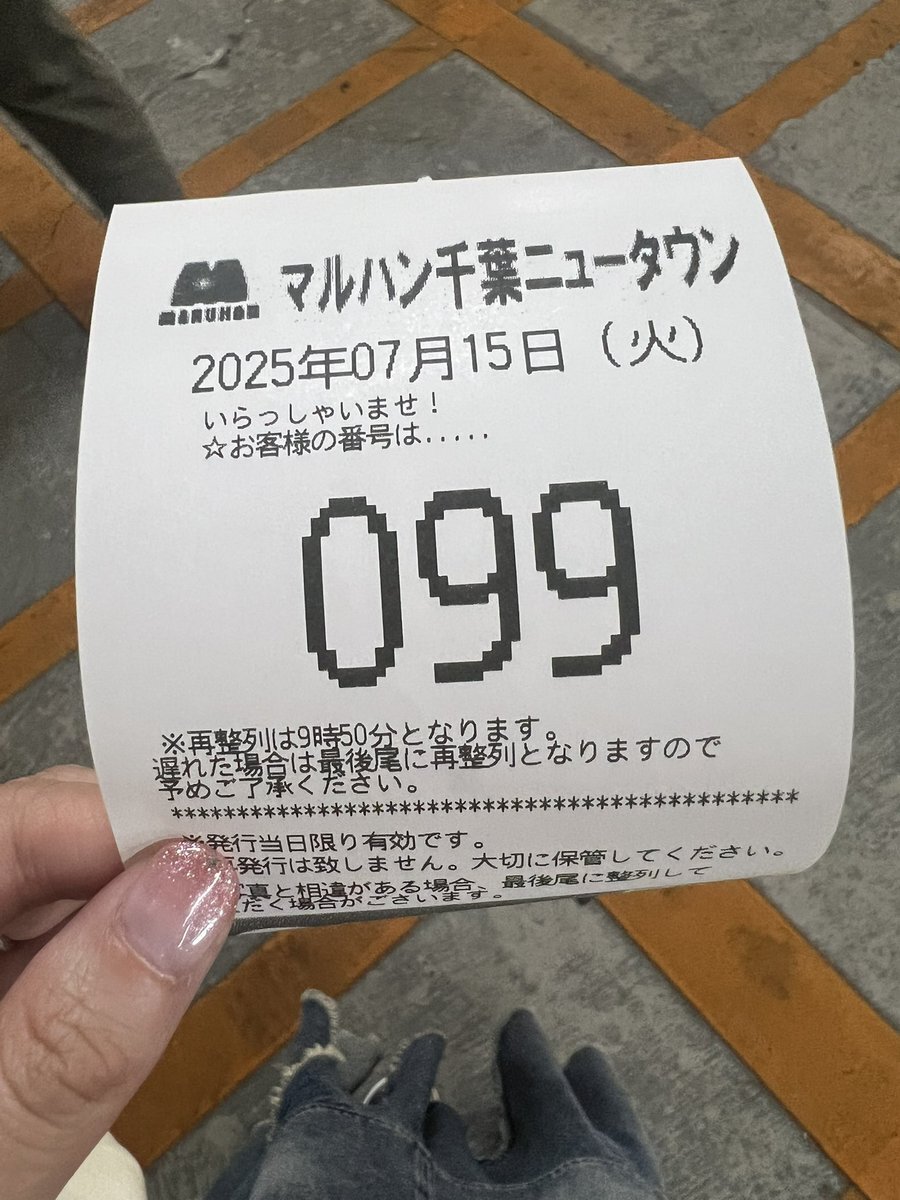 MARUHAN マルハン千葉ニュータウン
2025年07月15日（火）
いらっしゃいませ！
☆お客様の番号は.....
099
※再整列は9時50分となります。
遅れた場合は最後尾に再整列となりますので
予めご了承ください。
************************************************
※発行当日限り有効です。
再発行は致しません。大切に保管してください。
写真と相違がある場合、最後尾に整列して
だく場合がございます。